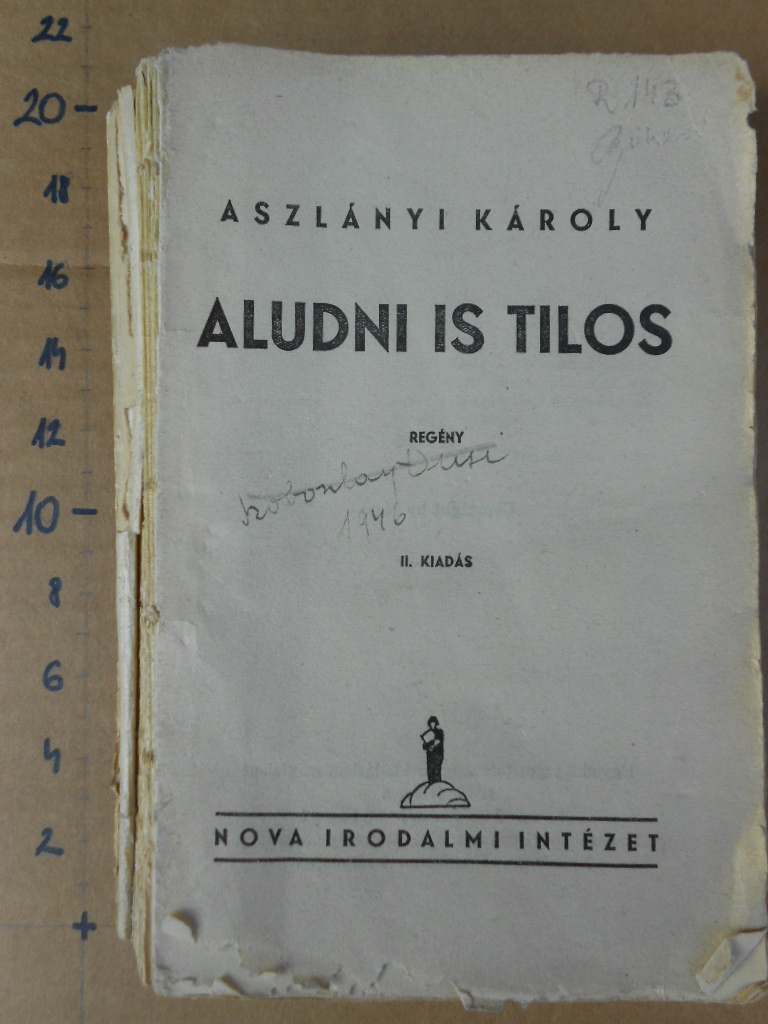 22
20
18
16
14
12
10
8
6
4
2
R. 143
ASZLÁNYI KÁROLY
ALUDNI IS TILOS
REGÉNY
1946
II. KIADÁS
NOVA IRODALMI INTÉZET